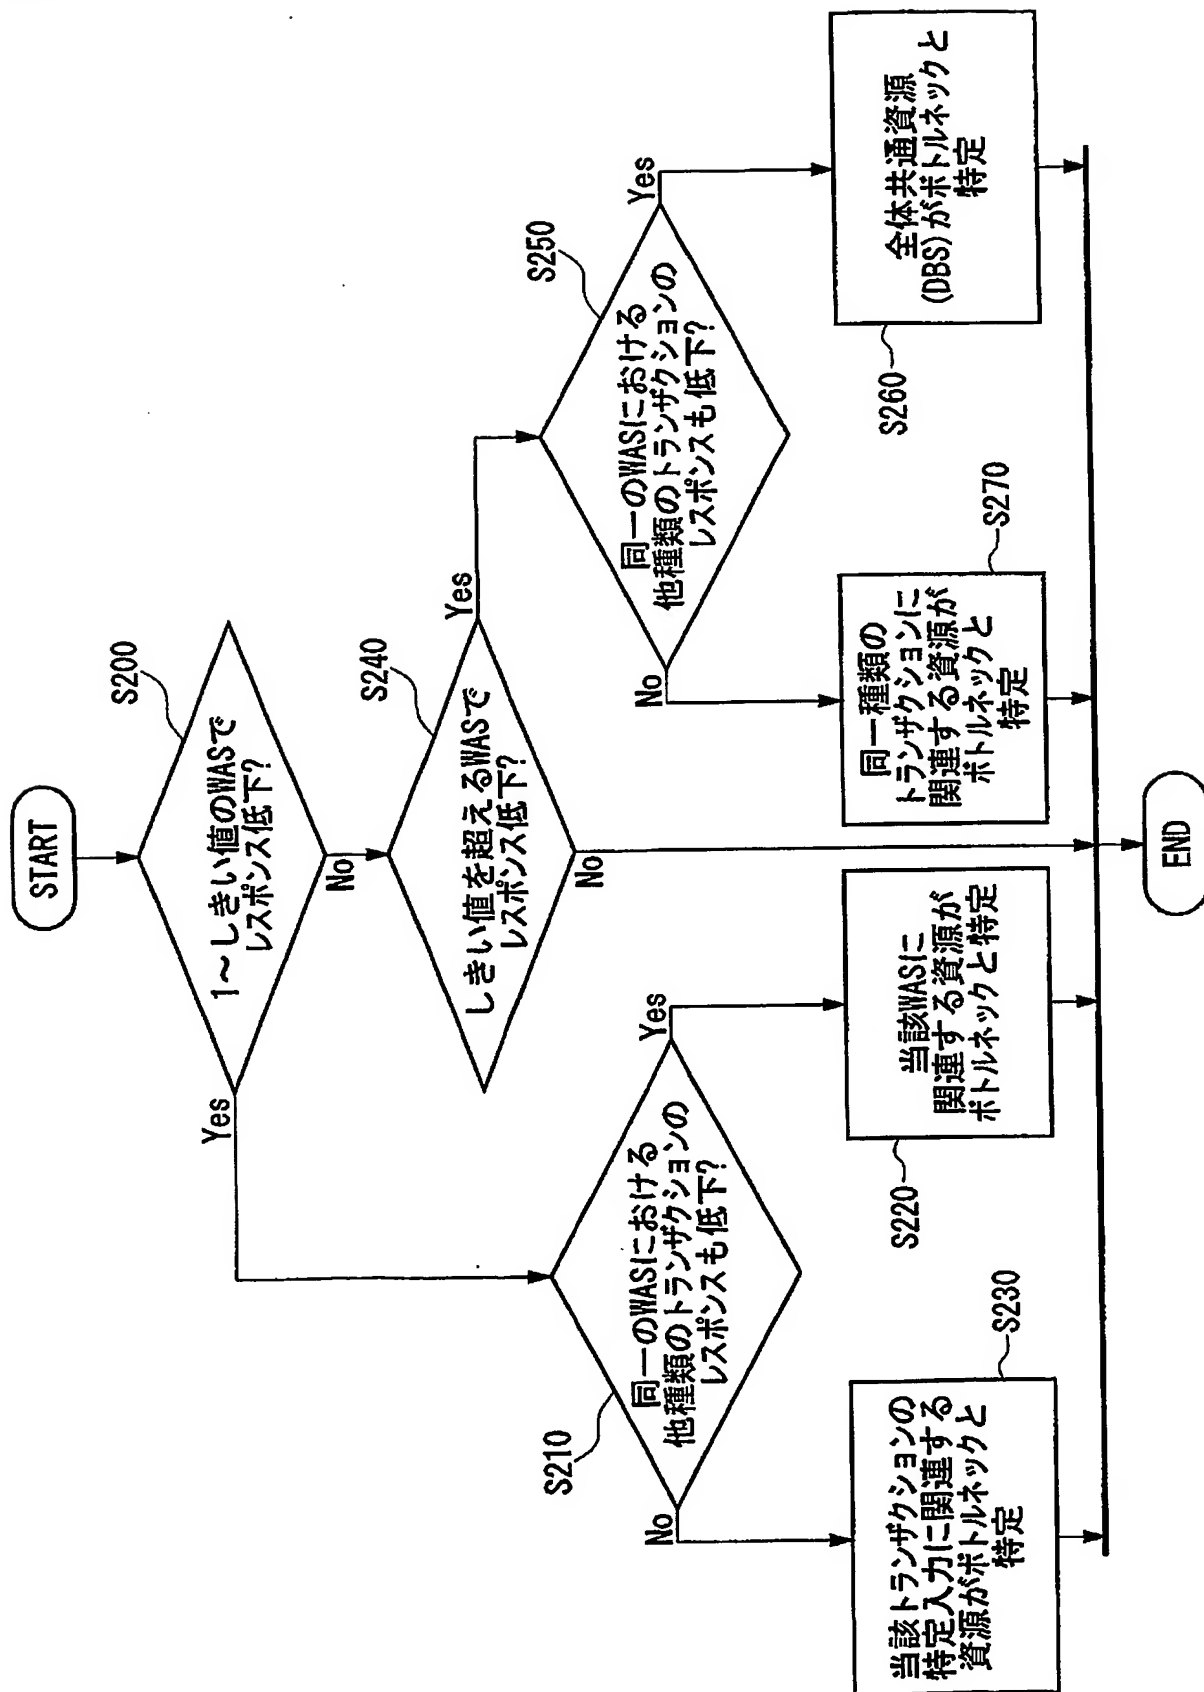 START
S200
1～しきい値のWASで
レスポンス低下?
Yes
No
S240
しきい値を超えるWASで
レスポンス低下?
Yes
No
S210
同一のWASにおける
他種類のトランザクションの
レスポンスも低下?
No
Yes
S250
同一のWASにおける
他種類のトランザクションの
レスポンスも低下?
No
Yes
S230
当該トランザクションの
特定入力に関連する
資源がボトルネックと
特定
S220
当該WASに
関連する資源が
ボトルネックと特定
S270
同一種類の
トランザクションに
関連する資源が
ボトルネックと
特定
S260
全体共通資源
(DBS)がボトルネックと
特定
END